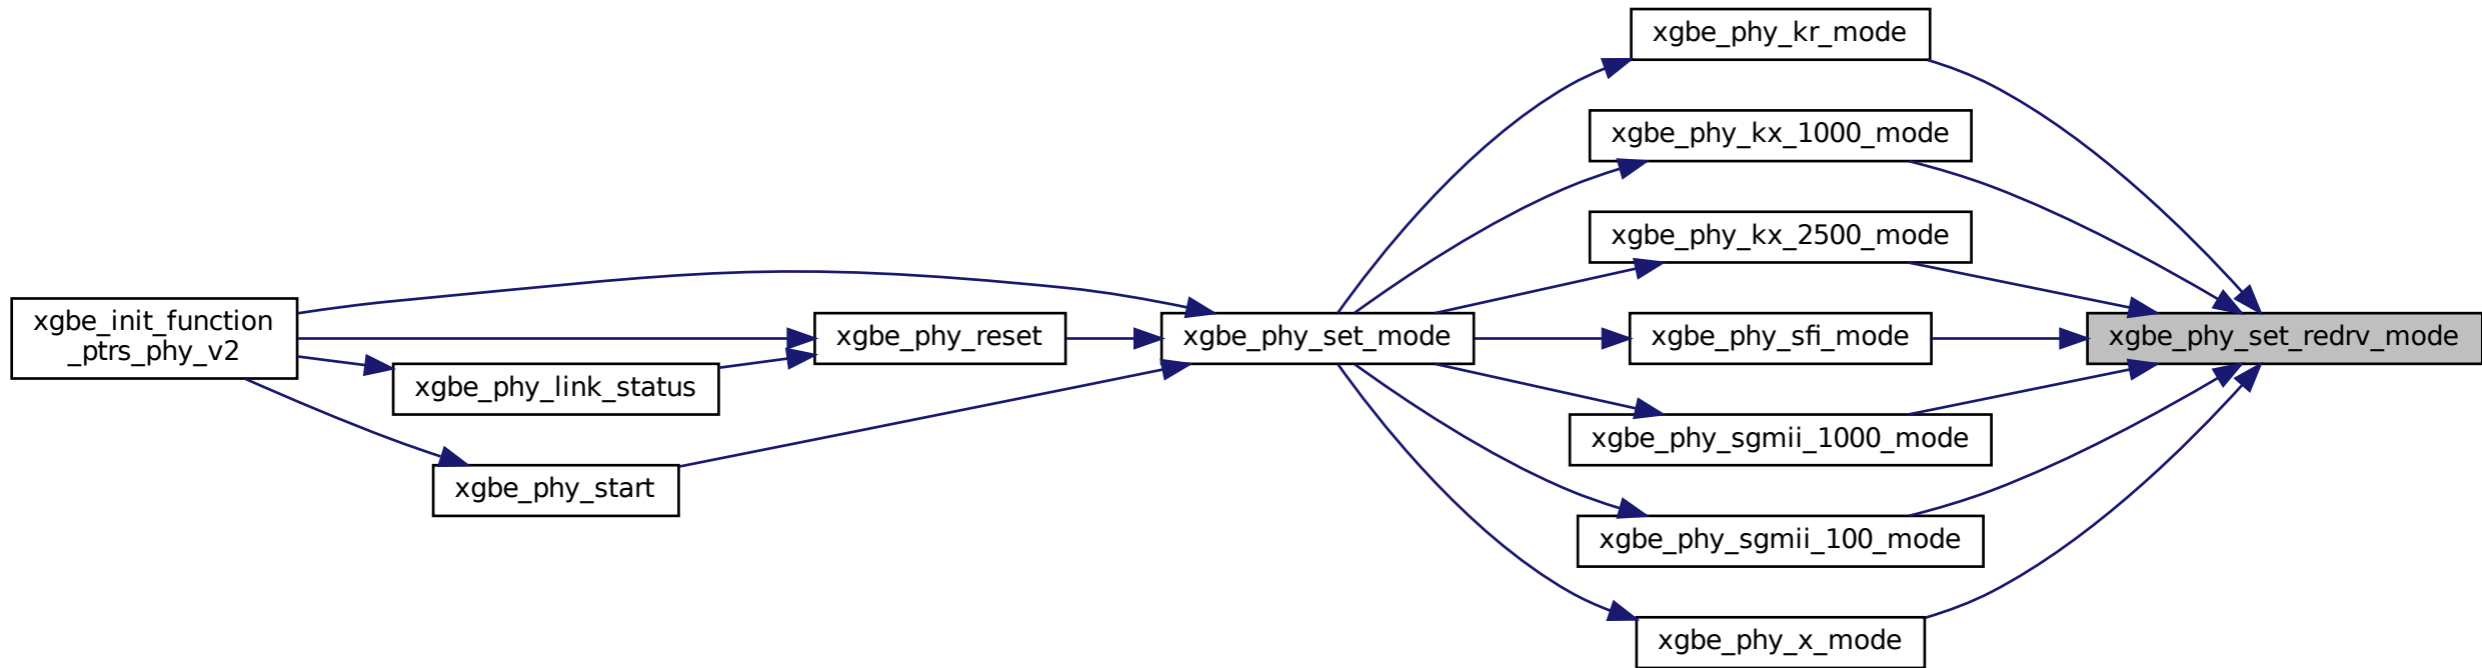 xgbe_phy_kr_mode
xgbe_phy_kx_1000_mode
xgbe_phy_kx_2500_mode
xgbe_init_function
_ptrs_phy_v2
xgbe_phy_reset
xgbe_phy_set_mode
xgbe_phy_sfi_mode
xgbe_phy_set_redrv_mode
xgbe_phy_link_status
xgbe_phy_sgmii_1000_mode
xgbe_phy_start
xgbe_phy_sgmii_100_mode
xgbe_phy_x_mode